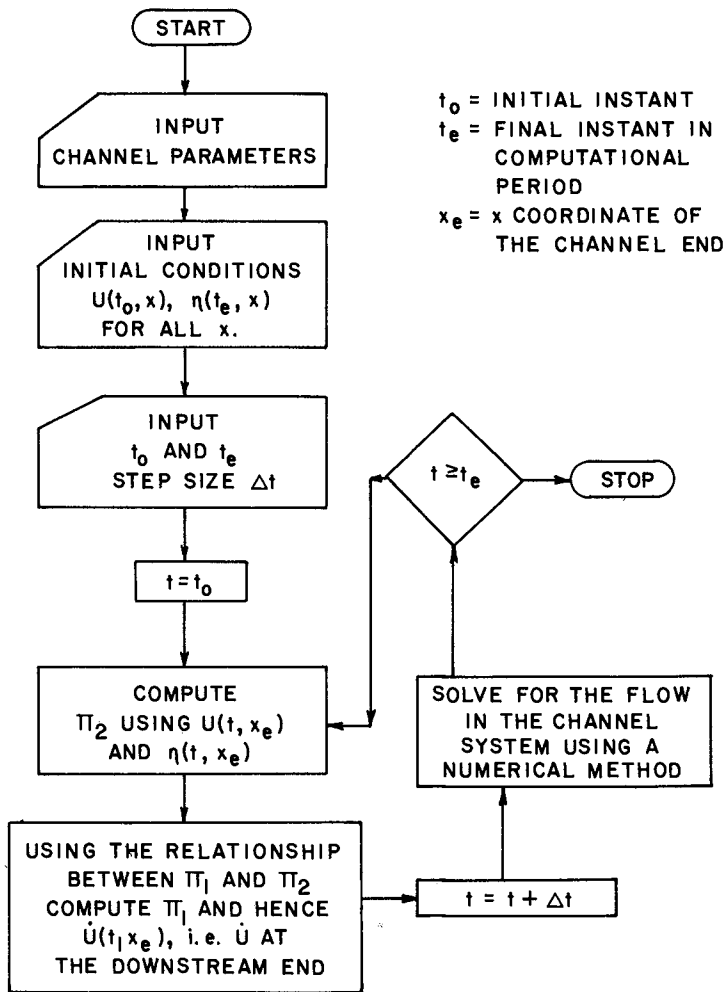 START
INPUT
CHANNEL PARAMETERS
INPUT
INITIAL CONDITIONS
U(t₀, x), η(tₑ, x)
FOR ALL x.
INPUT
t₀ AND tₑ
STEP SIZE Δt
t = t₀
COMPUTE
Π₂ USING U(t, xₑ)
AND η(t, xₑ)
USING THE RELATIONSHIP
BETWEEN Π₁ AND Π₂
COMPUTE Π₁ AND HENCE
U̇(t₁xₑ), i.e. U̇ AT
THE DOWNSTREAM END
t = t + Δt
SOLVE FOR THE FLOW
IN THE CHANNEL
SYSTEM USING A
NUMERICAL METHOD
t ≥ tₑ
STOP
t₀ = INITIAL INSTANT
tₑ = FINAL INSTANT IN
COMPUTATIONAL
PERIOD
xₑ = x COORDINATE OF
THE CHANNEL END